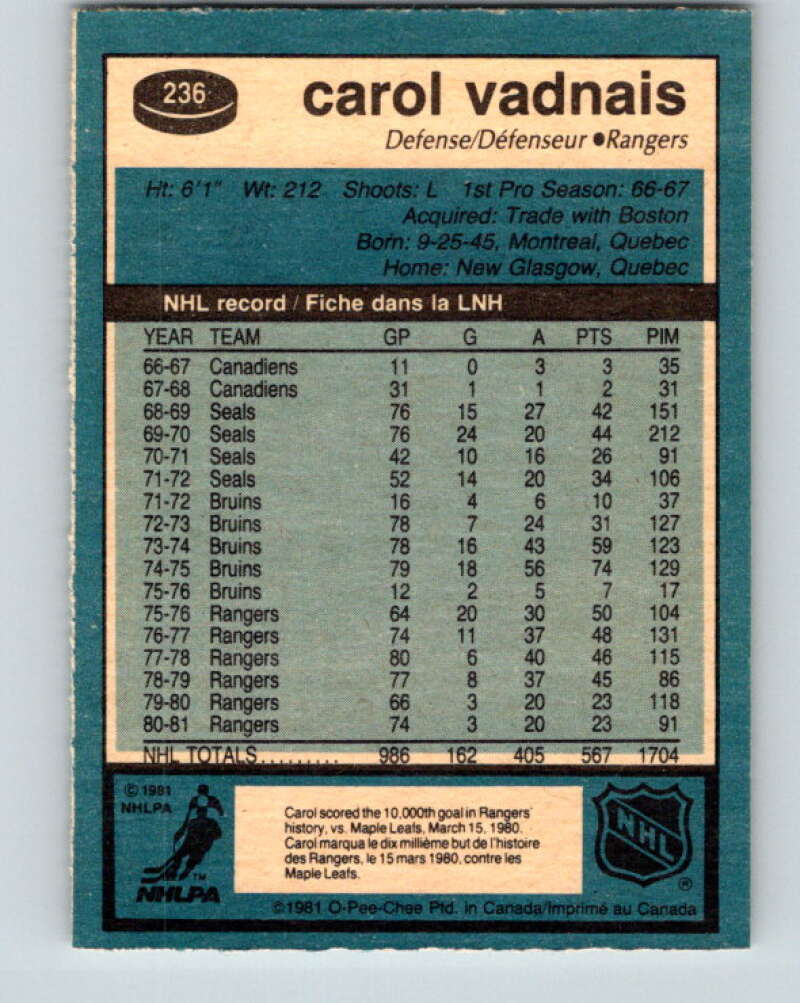 236
carol vadnais
Defense/Défenseur ●Rangers
Ht: 6'1" Wt: 212 Shoots: L 1st Pro Season: 66-67
Acquired: Trade with Boston
Born: 9-25-45, Montreal, Quebec
Home: New Glasgow, Quebec
NHL record / Fiche dans la LNH
YEAR TEAM GP G A PTS PIM
66-67 Canadiens 11 0 3 3 35
67-68 Canadiens 31 1 1 2 31
68-69 Seals 76 15 27 42 151
69-70 Seals 76 24 20 44 212
70-71 Seals 42 10 16 26 91
71-72 Seals 52 14 20 34 106
71-72 Bruins 16 4 6 10 37
72-73 Bruins 78 7 24 31 127
73-74 Bruins 78 16 43 59 123
74-75 Bruins 79 18 56 74 129
75-76 Bruins 12 2 5 7 17
75-76 Rangers 64 20 30 50 104
76-77 Rangers 74 11 37 48 131
77-78 Rangers 80 6 40 46 115
78-79 Rangers 77 8 37 45 86
79-80 Rangers 66 3 20 23 118
80-81 Rangers 74 3 20 23 91
NHL TOTALS......... 986 162 405 567 1704
© 1981
NHLPA
TM
NHLPA
Carol scored the 10,000th goal in Rangers'
history, vs. Maple Leafs, March 15, 1980.
Carol marqua le dix millième but de l'histoire
des Rangers, le 15 mars 1980, contre les
Maple Leafs.
NHL
®
©1981 O-Pee-Chee Ptd. in Canada/Imprimé au Canada